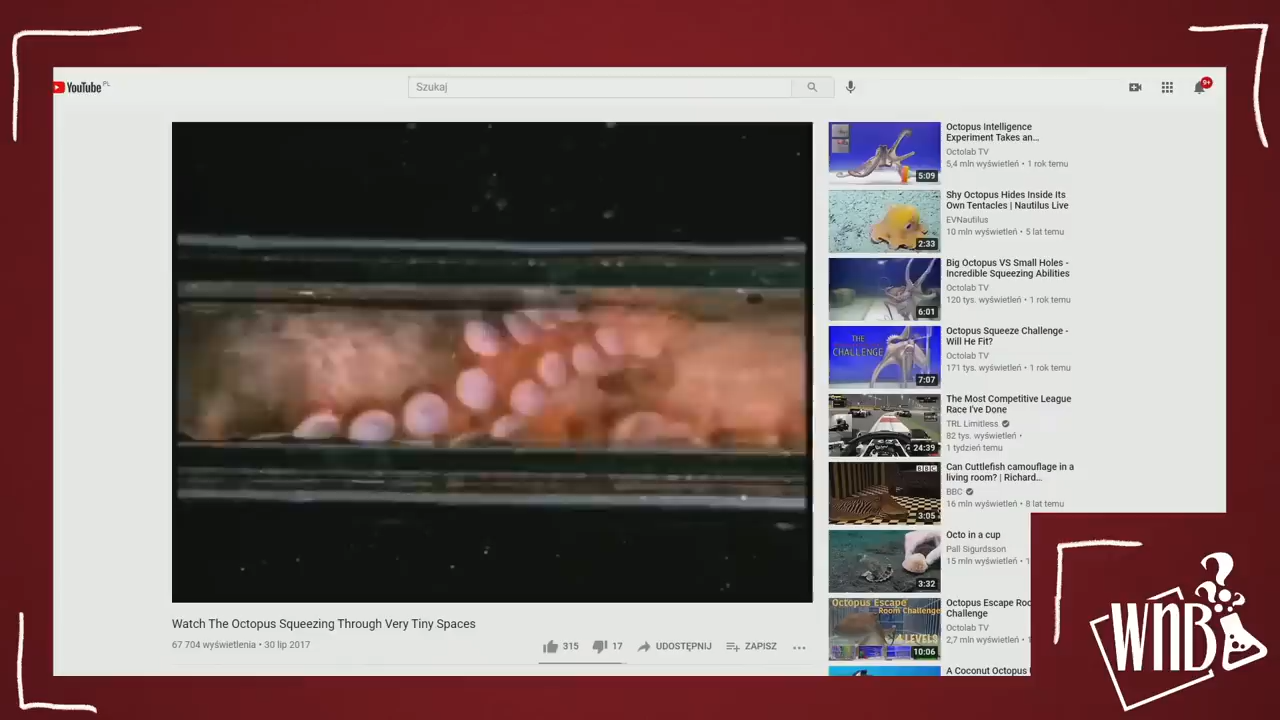 YouTube PL
Szukaj
9+
Octopus Intelligence
Experiment Takes an...
Octolab TV
5,4 mln wyświetleń • 1 rok temu
5:09
Shy Octopus Hides Inside Its
Own Tentacles | Nautilus Live
EVNautilus
10 mln wyświetleń • 5 lat temu
2:33
Big Octopus VS Small Holes -
Incredible Squeezing Abilities
Octolab TV
120 tys. wyświetleń • 1 rok temu
6:01
Octopus Squeeze Challenge -
Will He Fit?
Octolab TV
171 tys. wyświetleń • 1 rok temu
THE
CHALLENGE
7:07
The Most Competitive League
Race I've Done
TRL Limitless
82 tys. wyświetleń •
1 tydzień temu
24:39
Can Cuttlefish camouflage in a
living room? | Richard...
BBC
16 mln wyświetleń • 8 lat temu
BBC
3:05
Octo in a cup
Pall Sigurdsson
15 mln wyświetleń • 1
3:32
Octopus Escape Roo
Challenge
Octolab TV
2,7 mln wyświetleń •
Octopus Escape
Room Challenge
4 LEVELS
10:06
A Coconut Octopus
Watch The Octopus Squeezing Through Very Tiny Spaces
67 704 wyświetlenia • 30 lip 2017
315
17
UDOSTĘPNIJ
ZAPISZ
WNB